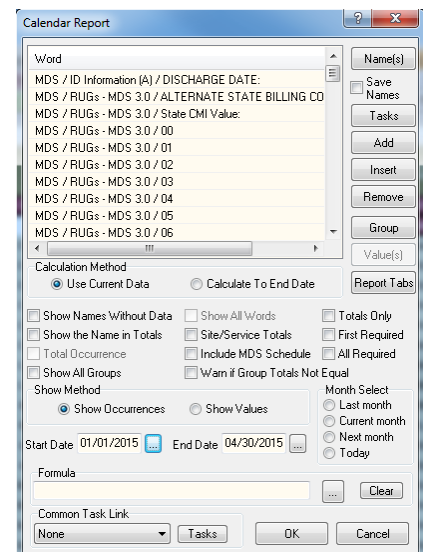 Calendar Report
Word
MDS / ID Information (A) / DISCHARGE DATE:
MDS / RUGs - MDS 3.0 / ALTERNATE STATE BILLING CO
MDS / RUGs - MDS 3.0 / State CMI Value:
MDS / RUGs - MDS 3.0 / 00
MDS / RUGs - MDS 3.0 / 01
MDS / RUGs - MDS 3.0 / 02
MDS / RUGs - MDS 3.0 / 03
MDS / RUGs - MDS 3.0 / 04
MDS / RUGs - MDS 3.0 / 05
MDS / RUGs - MDS 3.0 / 06
Name(s)
Save
Names
Tasks
Add
Insert
Remove
Group
Value(s)
Report Tabs
Calculation Method
Use Current Data Calculate To End Date
Show Names Without Data Show All Words Totals Only
Show the Name in Totals Site/Service Totals First Required
Total Occurrence Include MDS Schedule All Required
Show All Groups Warn if Group Totals Not Equal
Show Method
Show Occurrences Show Values
Month Select
Last month
Current month
Next month
Today
Start Date 01/01/2015 ... End Date 04/30/2015 ...
Formula
... Clear
Common Task Link
None Tasks OK Cancel